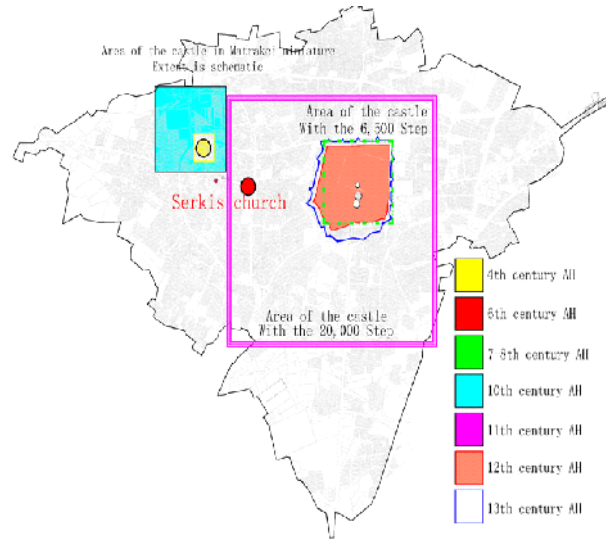 Area of the castle in Matrakci miniature
Extent is schematic
Area of the castle
With the 6,500 Step
Serkis church
Area of the castle
With the 20,000 Step
4th century AH
6th century AH
7-8th century AH
10th century AH
11th century AH
12th century AH
13th century AH